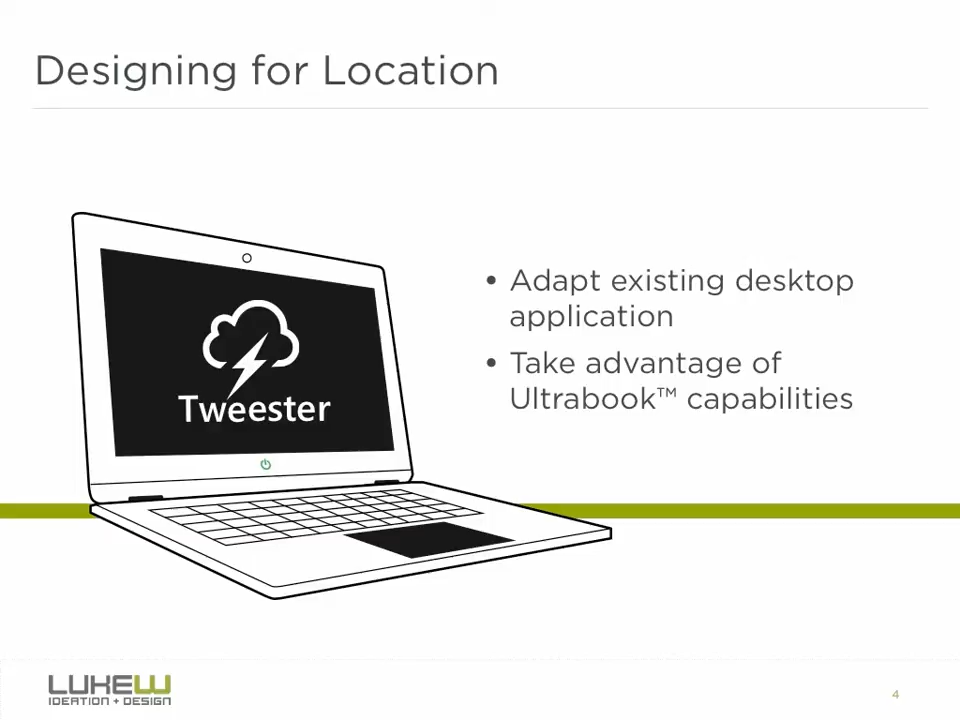 Designing for Location
Tweester
• Adapt existing desktop
application
• Take advantage of
Ultrabook™ capabilities
LUKEW
IDEATION + DESIGN
4